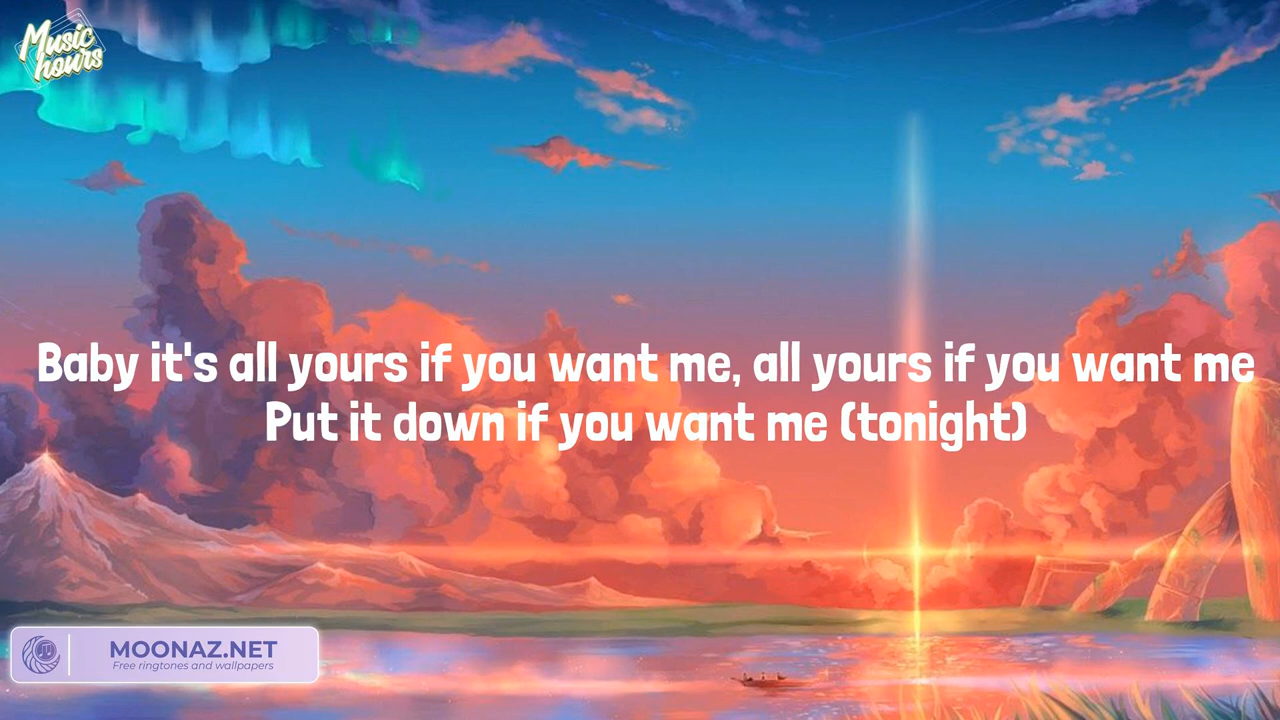 Music
hours
Baby it's all yours if you want me, all yours if you want me
Put it down if you want me (tonight)
MOONAZ.NET
Free ringtones and wallpapers